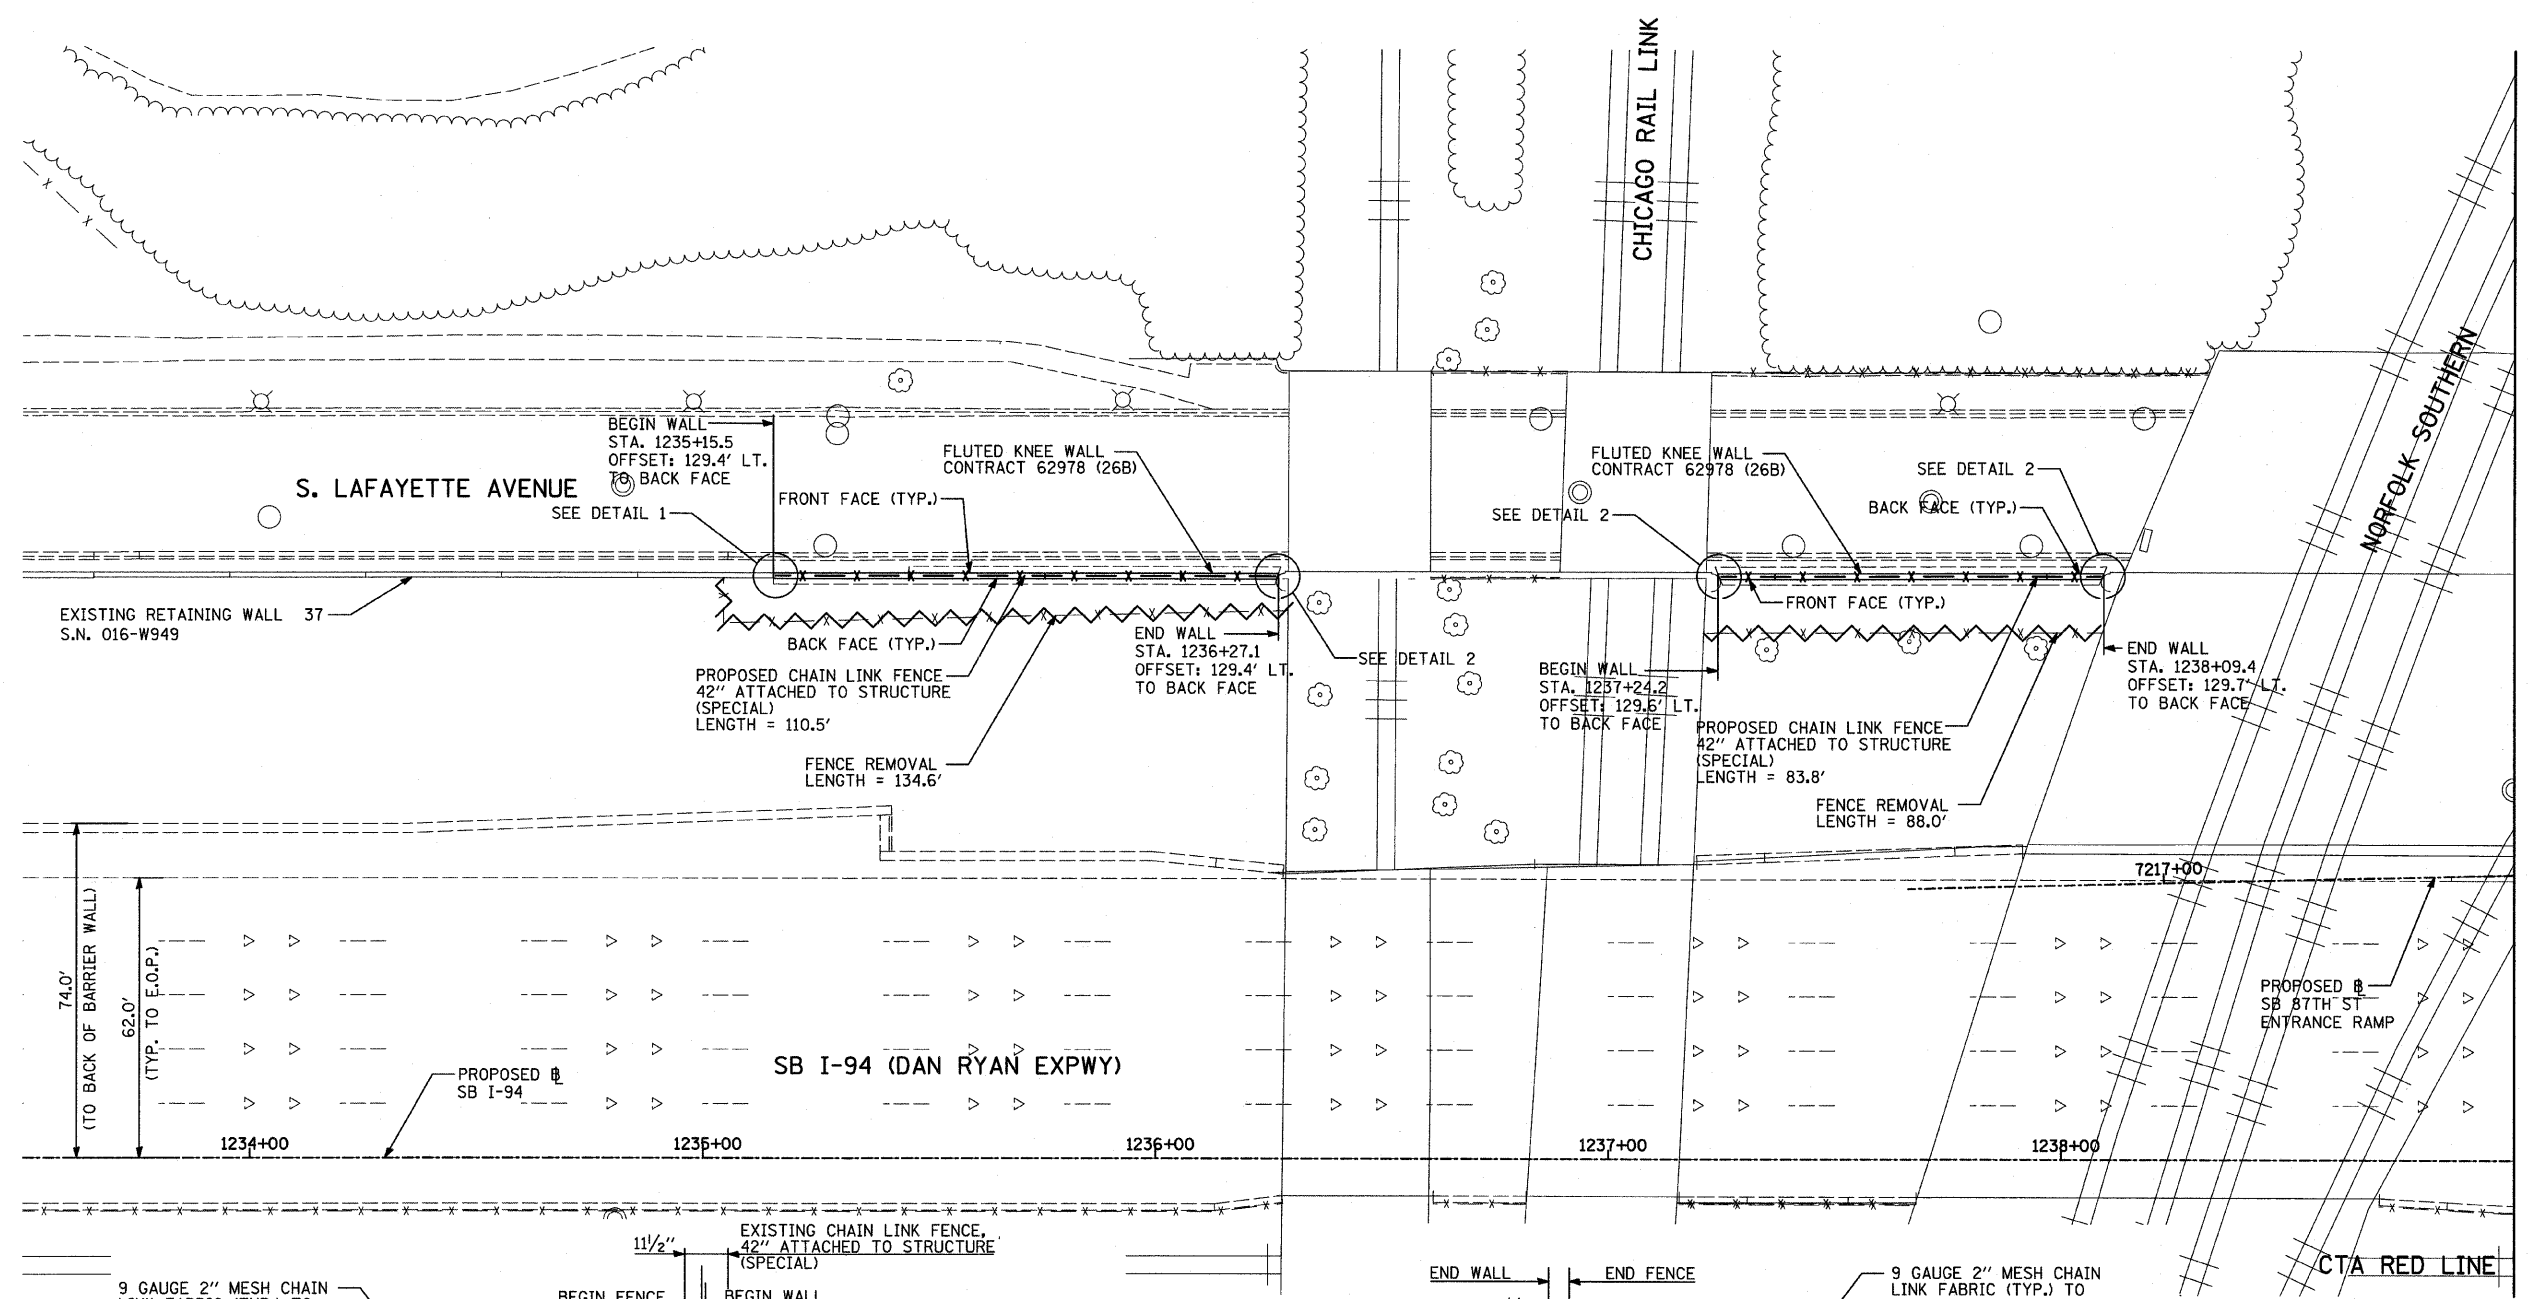 CHICAGO RAIL LINK
NORFOLK SOUTHERN
BEGIN WALL
STA. 1235+15.5
OFFSET: 129.4' LT.
TO BACK FACE
S. LAFAYETTE AVENUE
SEE DETAIL 1
FRONT FACE (TYP.)
FLUTED KNEE WALL
CONTRACT 62978 (26B)
FLUTED KNEE WALL
CONTRACT 62978 (26B)
SEE DETAIL 2
SEE DETAIL 2
BACK FACE (TYP.)
EXISTING RETAINING WALL 37
S.N. 016-W949
BACK FACE (TYP.)
PROPOSED CHAIN LINK FENCE
42" ATTACHED TO STRUCTURE
(SPECIAL)
LENGTH = 110.5'
FENCE REMOVAL
LENGTH = 134.6'
END WALL
STA. 1236+27.1
OFFSET: 129.4' LT.
TO BACK FACE
SEE DETAIL 2
FRONT FACE (TYP.)
BEGIN WALL
STA. 1237+24.2
OFFSET: 129.6' LT.
TO BACK FACE
PROPOSED CHAIN LINK FENCE
42" ATTACHED TO STRUCTURE
(SPECIAL)
LENGTH = 83.8'
FENCE REMOVAL
LENGTH = 88.0'
END WALL
STA. 1238+09.4
OFFSET: 129.7' LT.
TO BACK FACE
7217+00
74.0'
(TO BACK OF BARRIER WALL)
62.0'
(TYP. TO E.O.P.)
PROPOSED ℄
SB 87TH ST
ENTRANCE RAMP
SB I-94 (DAN RYAN EXPWY)
PROPOSED ℄
SB I-94
1234+00
1235+00
1236+00
1237+00
1238+00
11½"
EXISTING CHAIN LINK FENCE,
42" ATTACHED TO STRUCTURE
(SPECIAL)
CTA RED LINE
9 GAUGE 2" MESH CHAIN
BEGIN FENCE
BEGIN WALL
END WALL
END FENCE
9 GAUGE 2" MESH CHAIN
LINK FABRIC (TYP.) TO